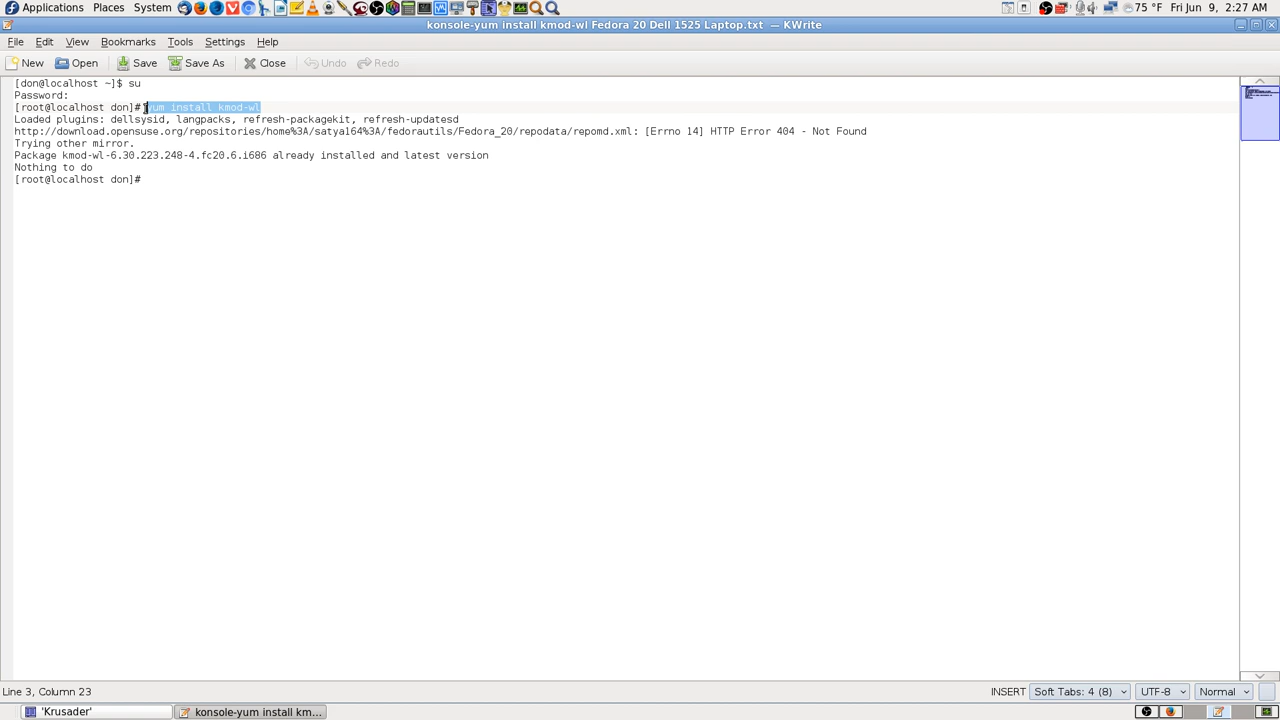 Applications Places System 75 °F Fri Jun 9, 2:27 AM
konsole-yum install kmod-wl Fedora 20 Dell 1525 Laptop.txt — KWrite
File Edit View Bookmarks Tools Settings Help
New Open Save Save As Close Undo Redo
[don@localhost ~]$ su
Password:
[root@localhost don]# yum install kmod-wl
Loaded plugins: dellsysid, langpacks, refresh-packagekit, refresh-updatesd
http://download.opensuse.org/repositories/home%3A/satya164%3A/fedorautils/Fedora_20/repodata/repomd.xml: [Errno 14] HTTP Error 404 - Not Found
Trying other mirror.
Package kmod-wl-6.30.223.248-4.fc20.6.i686 already installed and latest version
Nothing to do
[root@localhost don]#
Line 3, Column 23 INSERT Soft Tabs: 4 (8) UTF-8 Normal
'Krusader' konsole-yum install km...